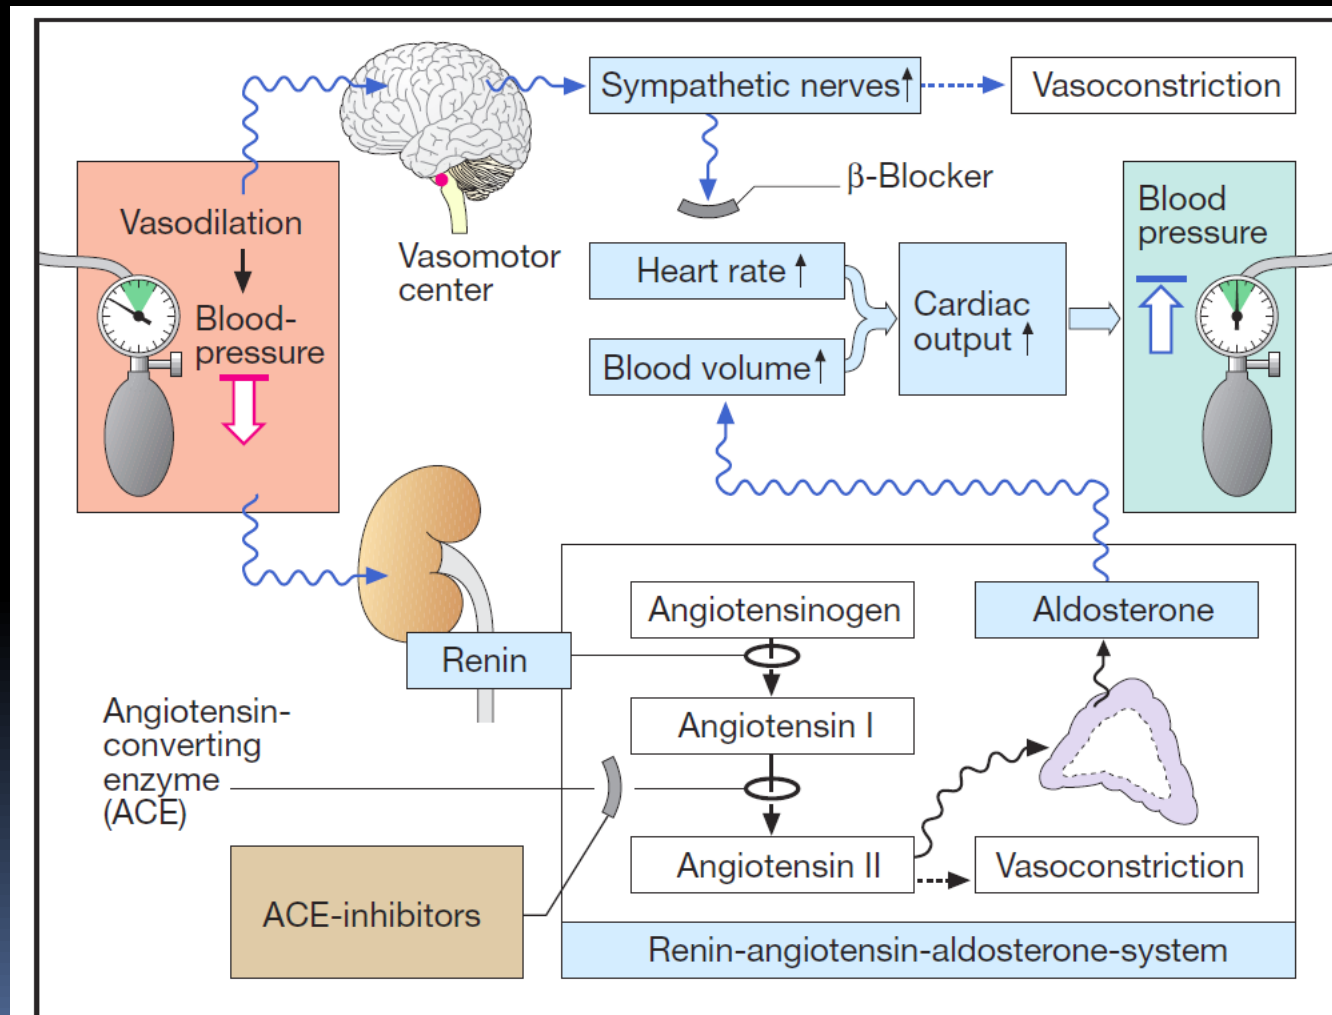 Sympathetic nerves↑
Vasoconstriction
β-Blocker
Vasodilation
Blood-
pressure
Vasomotor
center
Heart rate↑
Blood volume↑
Cardiac
output↑
Blood
pressure
Angiotensinogen
Aldosterone
Renin
Angiotensin I
Angiotensin-
converting
enzyme
(ACE)
Angiotensin II
Vasoconstriction
ACE-inhibitors
Renin-angiotensin-aldosterone-system